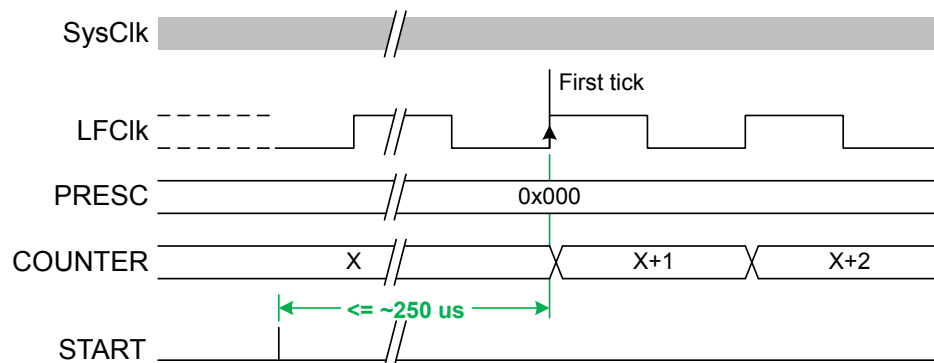 SysClk
First tick
LFClk
PRESC
0x000
COUNTER
X
X+1
X+2
<= ~250 us
START